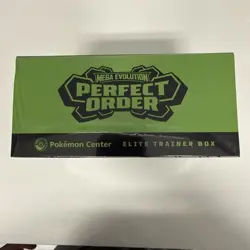 MEGA EVOLUTION
PERFECT
ORDER
Pokémon Center ELITE TRAINER BOX